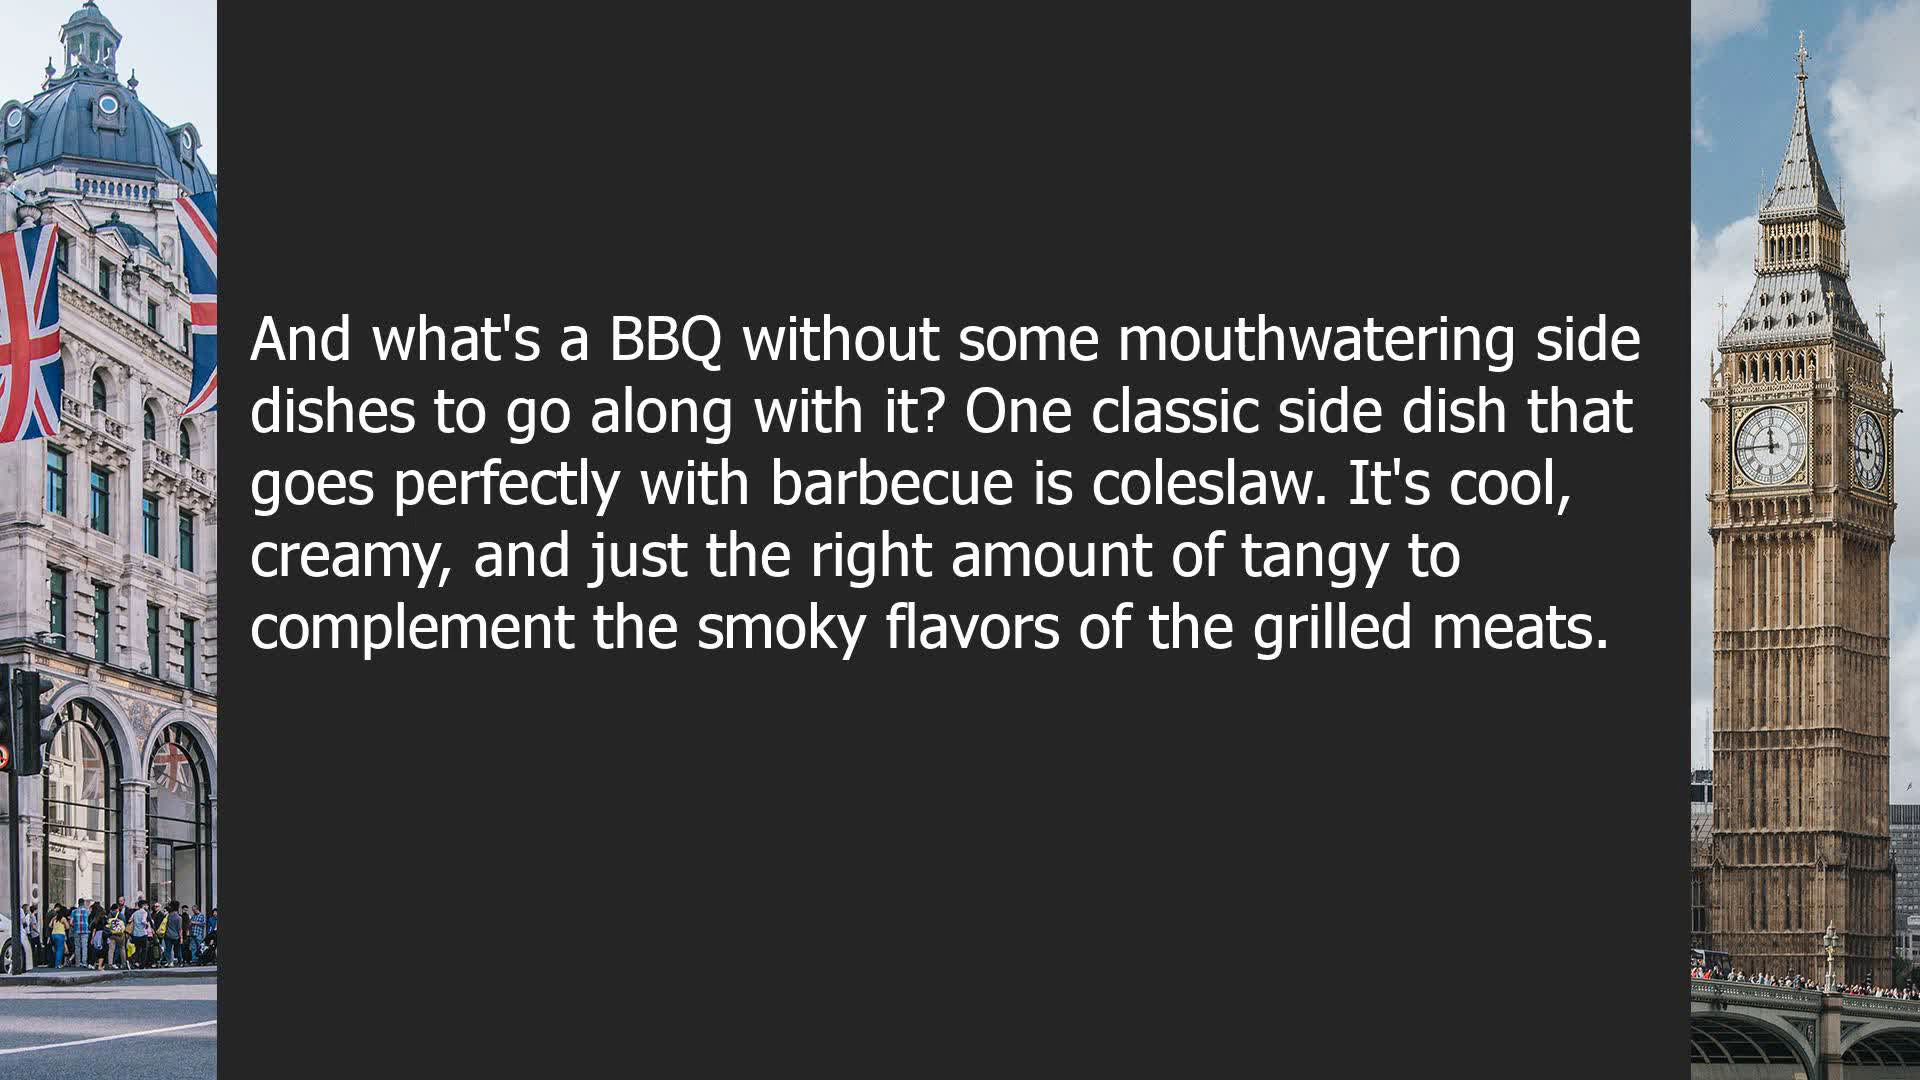 And what's a BBQ without some mouthwatering side
dishes to go along with it? One classic side dish that
goes perfectly with barbecue is coleslaw. It's cool,
creamy, and just the right amount of tangy to
complement the smoky flavors of the grilled meats.